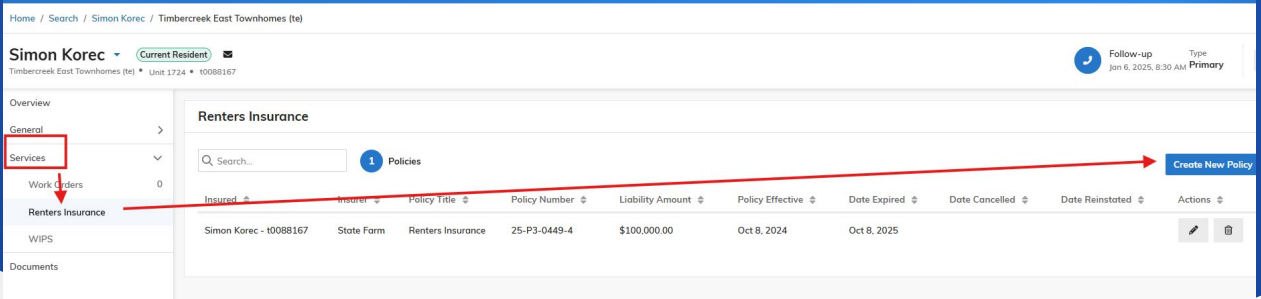 Home / Search / Simon Korec / Timbercreek East Townhomes (te)
Simon Korec Current Resident
Timbercreek East Townhomes (te) • Unit 1724 • t0088167
Follow-up
Jan 6, 2025, 8:30 AM
Type
Primary
Overview
General
Services
Work Orders 0
Renters Insurance
WIPS
Documents
Renters Insurance
Search... 1 Policies
Create New Policy
Insured Insurer Policy Title Policy Number Liability Amount Policy Effective Date Expired Date Cancelled Date Reinstated Actions
Simon Korec - t0088167 State Farm Renters Insurance 25-P3-0449-4 $100,000.00 Oct 8, 2024 Oct 8, 2025